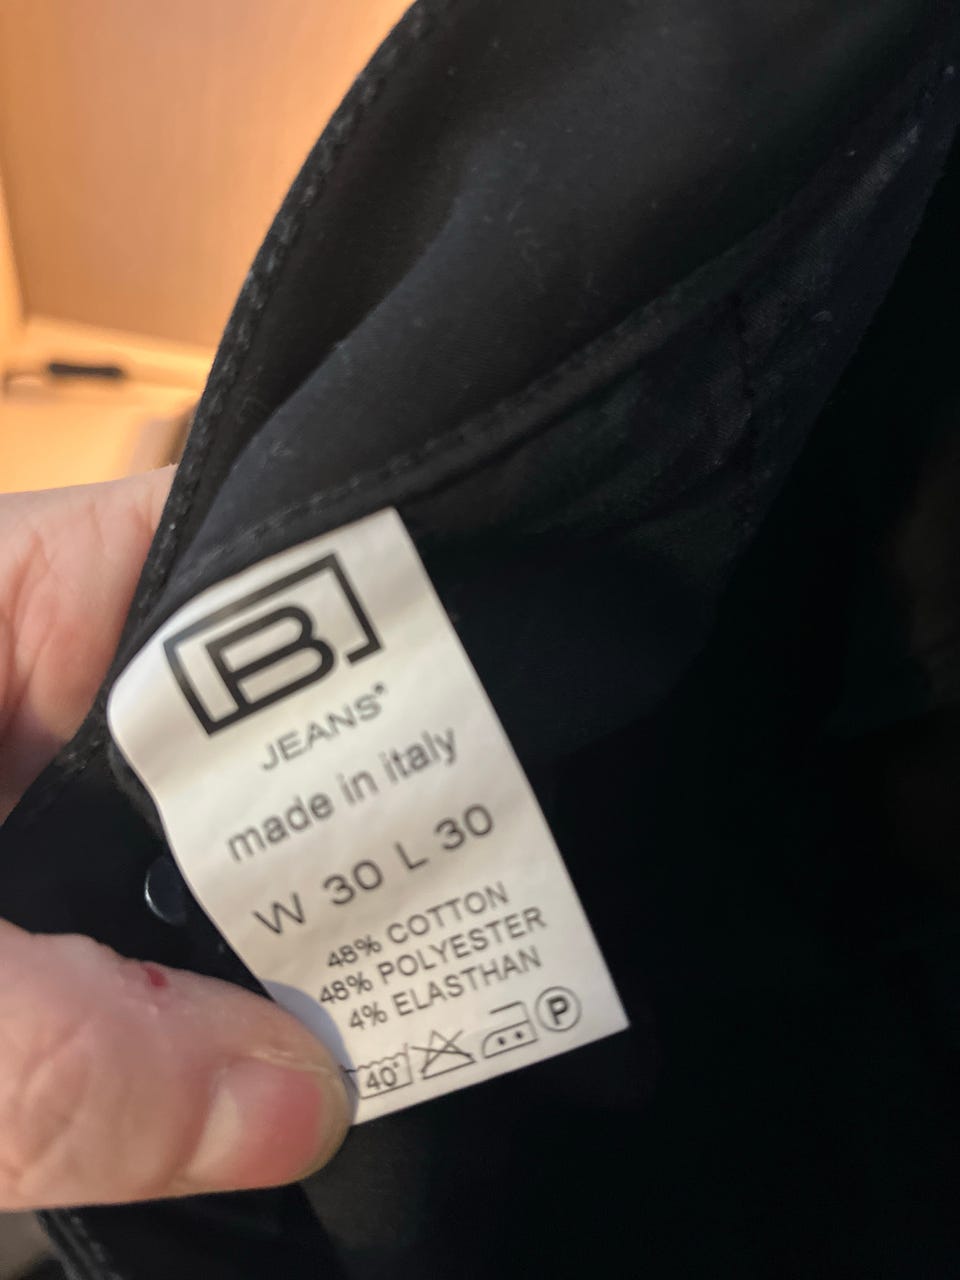 B
JEANS®
made in italy
W 30 L 30
48% COTTON
48% POLYESTER
4% ELASTHAN
40° P